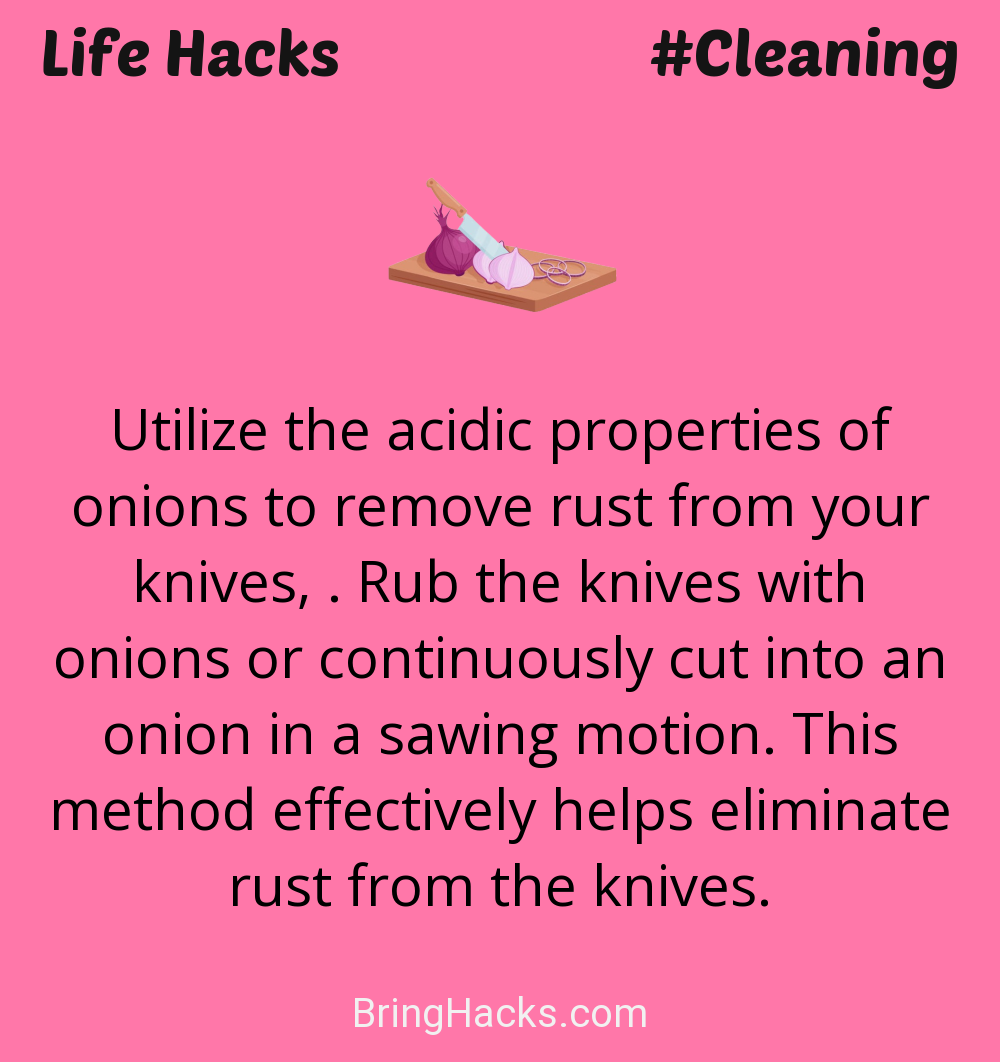 Life Hacks
#Cleaning
Utilize the acidic properties of
onions to remove rust from your
knives, . Rub the knives with
onions or continuously cut into an
onion in a sawing motion. This
method effectively helps eliminate
rust from the knives.
BringHacks.com